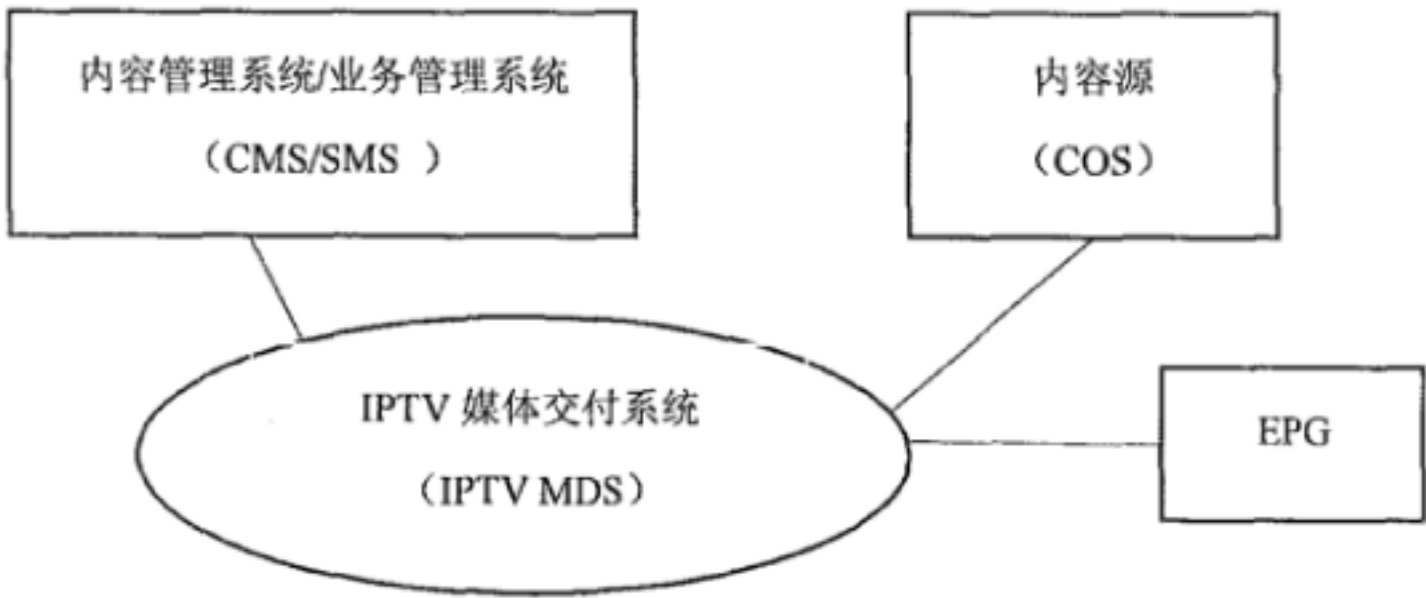 内容管理系统/业务管理系统
（CMS/SMS ）
内容源
（COS）
IPTV 媒体交付系统
（IPTV MDS）
EPG